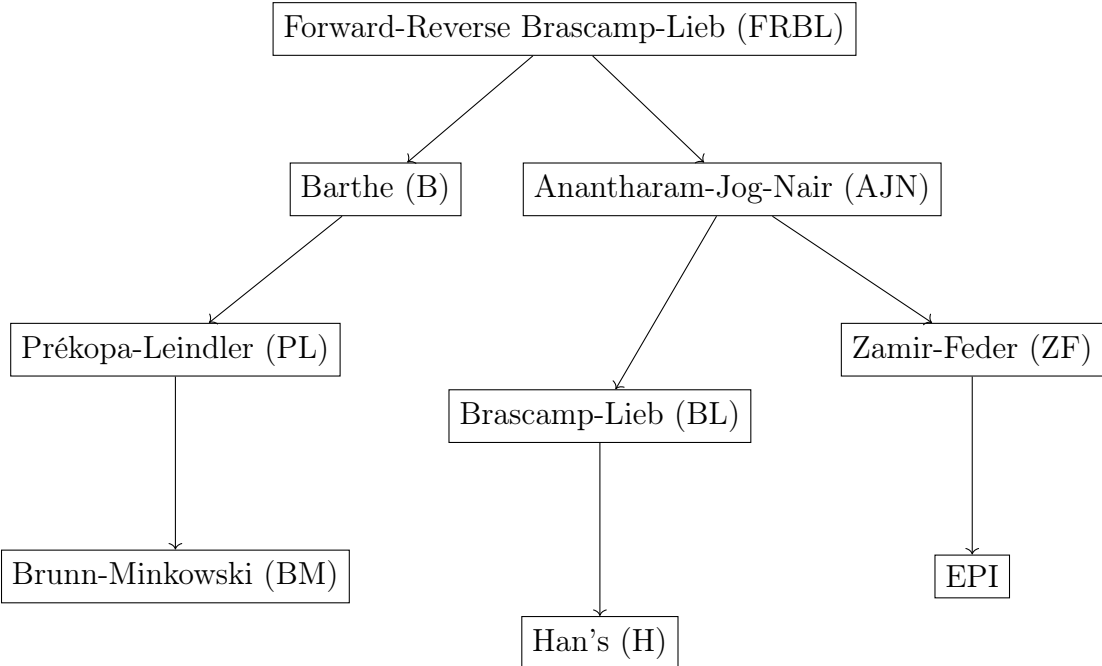 Forward-Reverse Brascamp-Lieb (FRBL)
Barthe (B)
Anantharam-Jog-Nair (AJN)
Prékopa-Leindler (PL)
Zamir-Feder (ZF)
Brascamp-Lieb (BL)
Brunn-Minkowski (BM)
EPI
Han's (H)